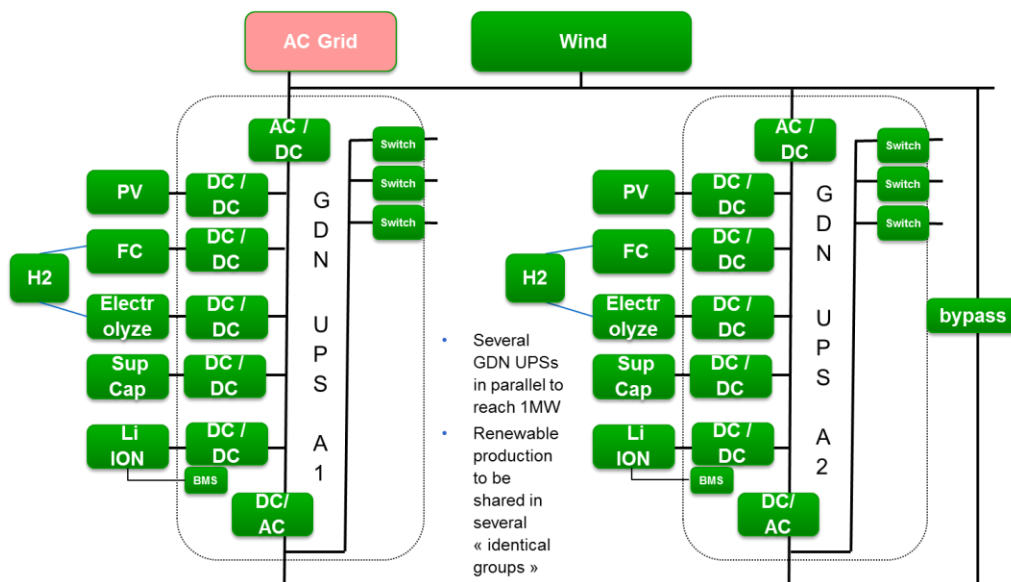 AC Grid
Wind
AC /
DC
Switch
Switch
Switch
PV
DC /
DC
FC
DC /
DC
H2
Electr
olyze
DC /
DC
Sup
Cap
DC /
DC
Li
ION
DC /
DC
BMS
DC/
AC
G
D
N
U
P
S
A
1
• Several
GDN UPSs
in parallel to
reach 1MW
• Renewable
production
to be
shared in
several
« identical
groups »
AC /
DC
Switch
Switch
Switch
PV
DC /
DC
FC
DC /
DC
H2
Electr
olyze
DC /
DC
Sup
Cap
DC /
DC
Li
ION
DC /
DC
BMS
DC/
AC
G
D
N
U
P
S
A
2
bypass